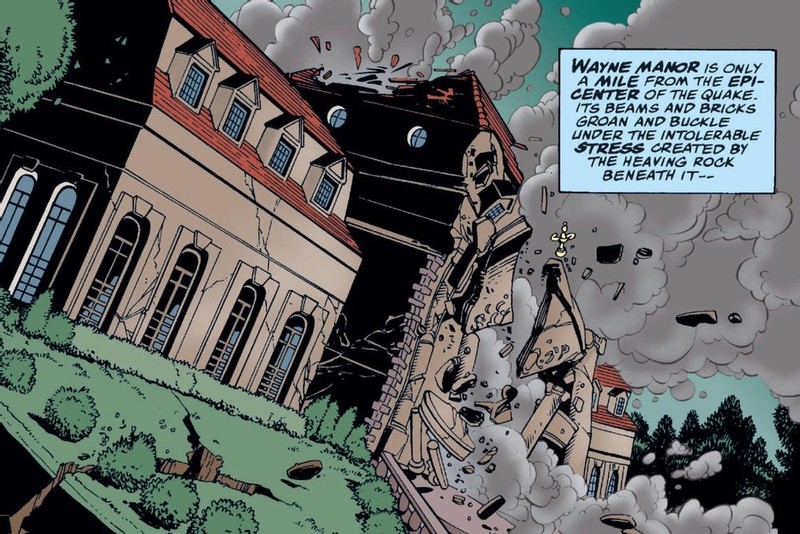 WAYNE MANOR IS ONLY
A MILE FROM THE EPI-
CENTER OF THE QUAKE.
ITS BEAMS AND BRICKS
GROAN AND BUCKLE
UNDER THE INTOLERABLE
STRESS CREATED BY
THE HEAVING ROCK
BENEATH IT--